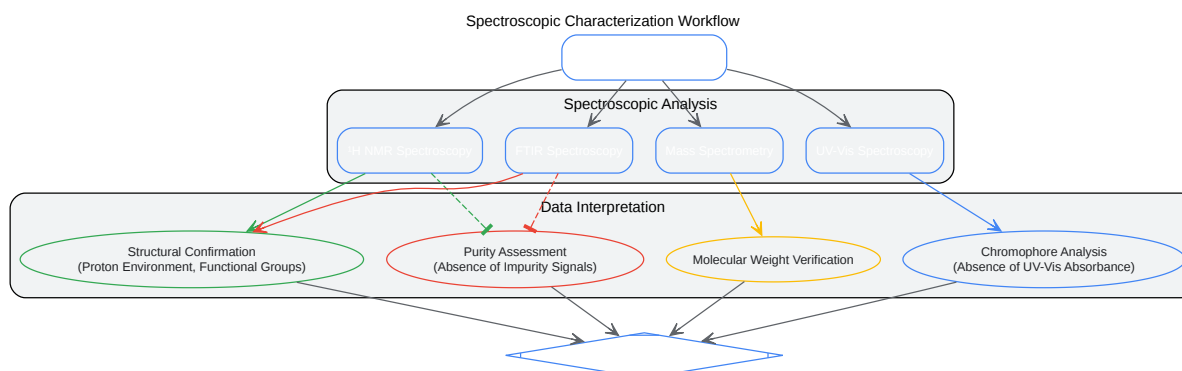 Spectroscopic Characterization Workflow
Spectroscopic Analysis
1H NMR Spectroscopy
FTIR Spectroscopy
Mass Spectrometry
UV-Vis Spectroscopy
Data Interpretation
Structural Confirmation
(Proton Environment, Functional Groups)
Purity Assessment
(Absence of Impurity Signals)
Molecular Weight Verification
Chromophore Analysis
(Absence of UV-Vis Absorbance)